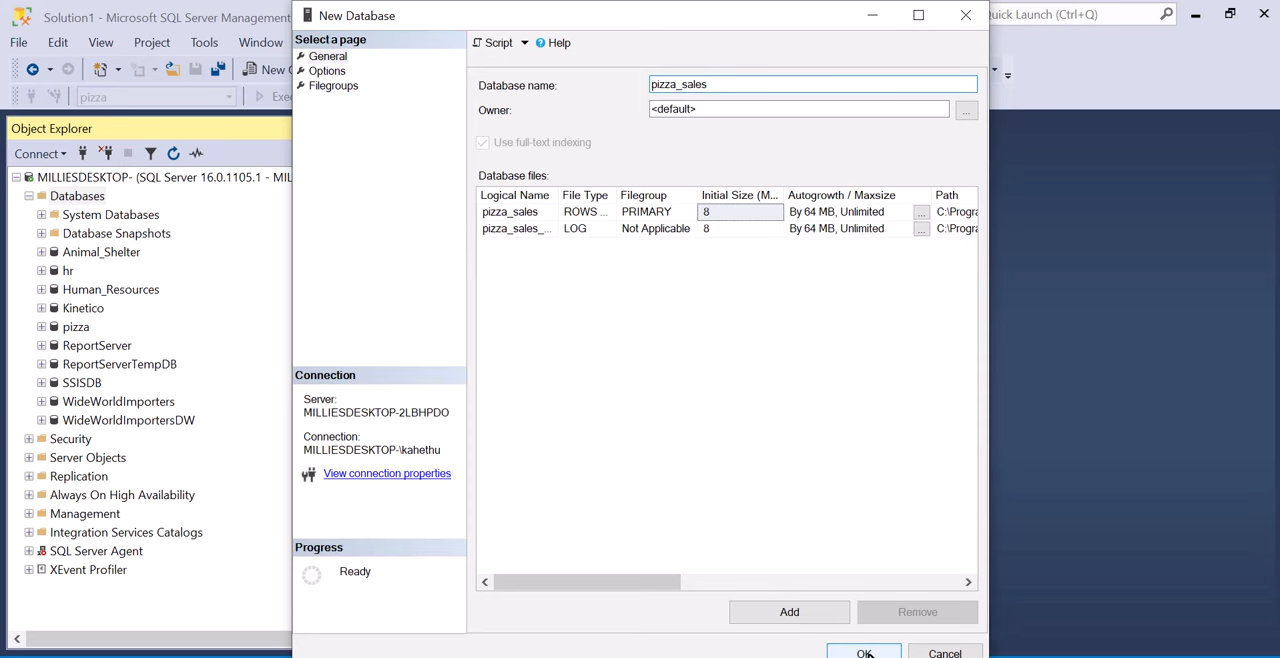 Solution1 - Microsoft SQL Server Management
New Database
Quick Launch (Ctrl+Q)
File Edit View Project Tools Window
Select a page
General
Options
Filegroups
Script Help
New
pizza
Exec
Database name: pizza_sales
Owner: <default>
...
Use full-text indexing
Database files:
Logical Name File Type Filegroup Initial Size (M... Autogrowth / Maxsize Path
pizza_sales ROWS ... PRIMARY 8 By 64 MB, Unlimited ... C:\Progra
pizza_sales_... LOG Not Applicable 8 By 64 MB, Unlimited ... C:\Progra
Object Explorer
Connect
MILLIESDESKTOP- (SQL Server 16.0.1105.1 - MIL
Databases
System Databases
Database Snapshots
Animal_Shelter
hr
Human_Resources
Kinetico
pizza
ReportServer
ReportServerTempDB
SSISDB
WideWorldImporters
WideWorldImportersDW
Security
Server Objects
Replication
Always On High Availability
Management
Integration Services Catalogs
SQL Server Agent
XEvent Profiler
Connection
Server:
MILLIESDESKTOP-2LBHPDO
Connection:
MILLIESDESKTOP-\kahethu
View connection properties
Progress
Ready
Add Remove
OK Cancel